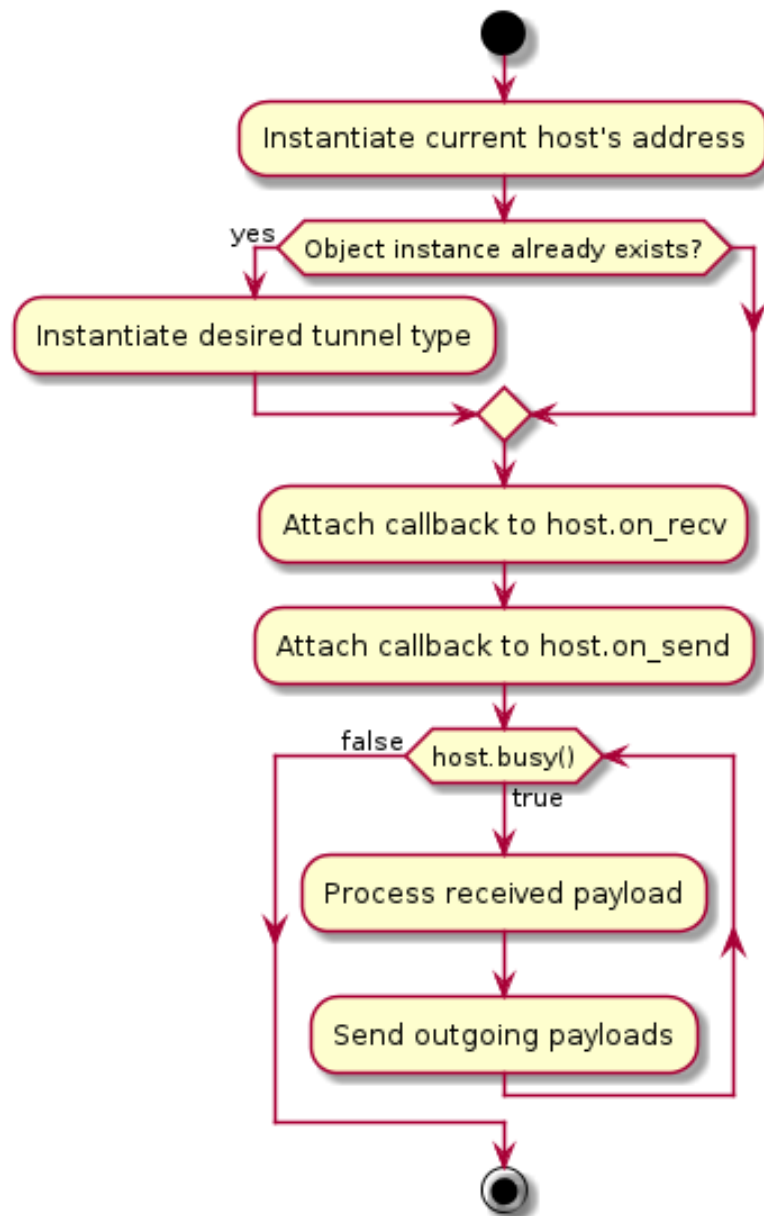 Instantiate current host's address
yes
Object instance already exists?
Instantiate desired tunnel type
Attach callback to host.on_recv
Attach callback to host.on_send
false
host.busy()
true
Process received payload
Send outgoing payloads